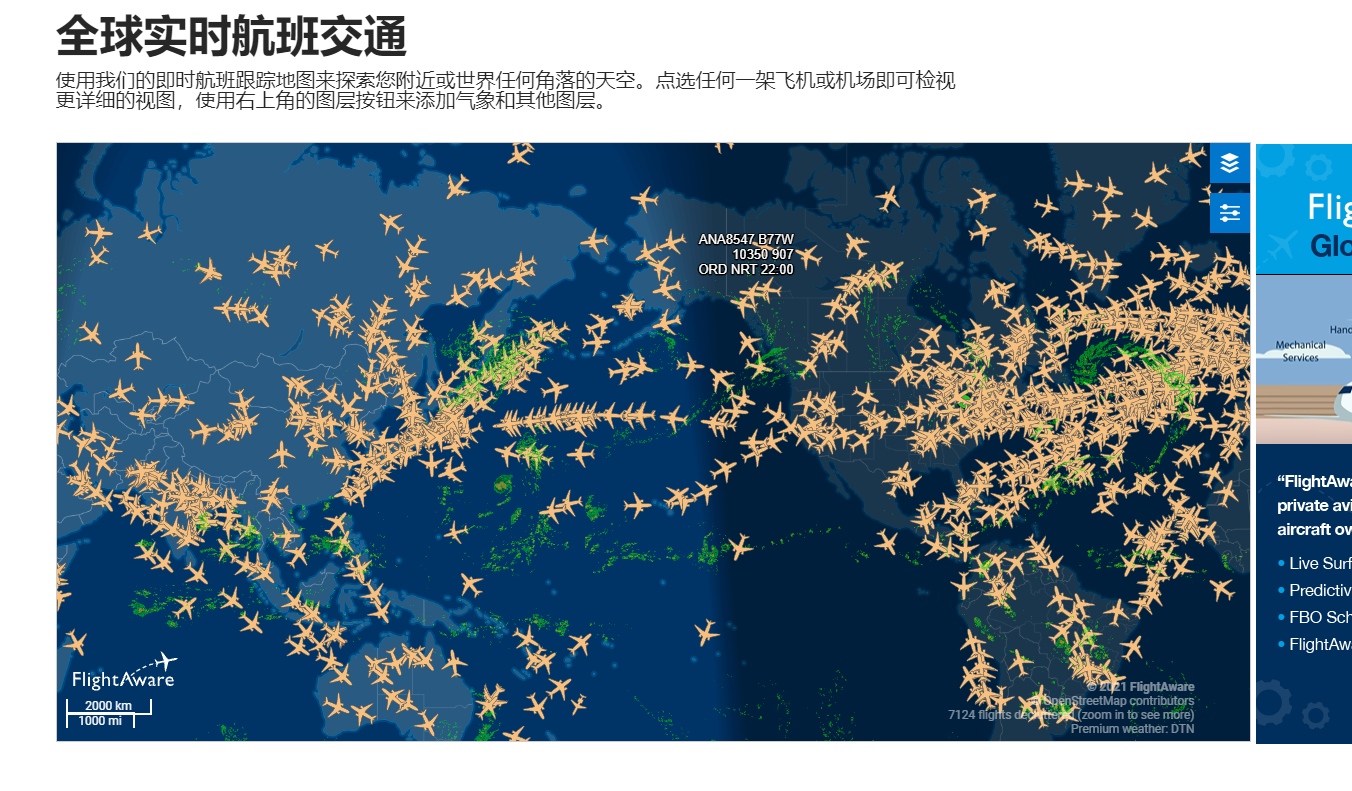 全球实时航班交通
使用我们的即时航班跟踪地图来探索您附近或世界任何角落的天空。点选任何一架飞机或机场即可检视
更详细的视图，使用右上角的图层按钮来添加气象和其他图层。
ANA8547 B77W
10350 907
ORD NRT 22:00
FlightAware
2000 km
1000 mi
© 2021 FlightAware
OpenStreetMap contributors
7124 flights decluttered (zoom in to see more)
Premium weather: DTN
Flig
Glo
Hand
Mechanical
Services
“FlightAwa
private avi
aircraft ow
• Live Surf
• Predictiv
• FBO Sch
• FlightAwa